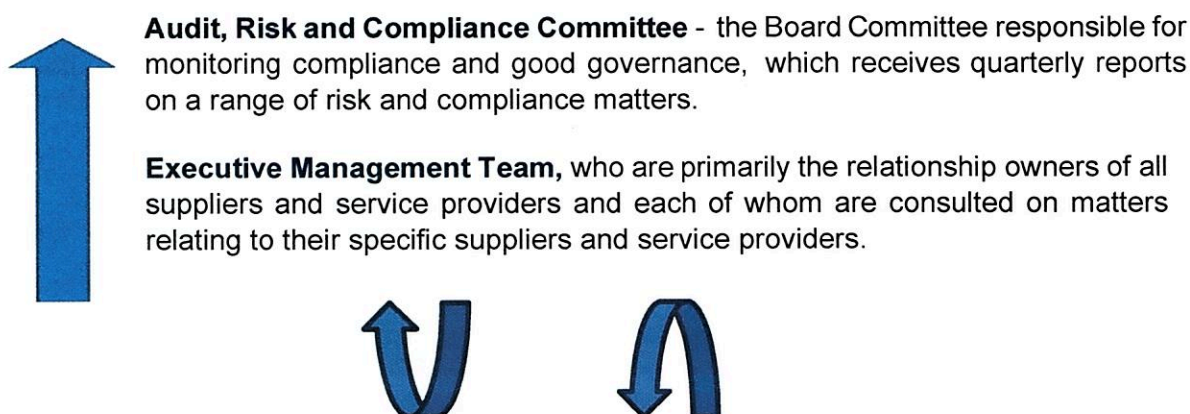 Audit, Risk and Compliance Committee - the Board Committee responsible for
monitoring compliance and good governance, which receives quarterly reports
on a range of risk and compliance matters.
Executive Management Team, who are primarily the relationship owners of all
suppliers and service providers and each of whom are consulted on matters
relating to their specific suppliers and service providers.